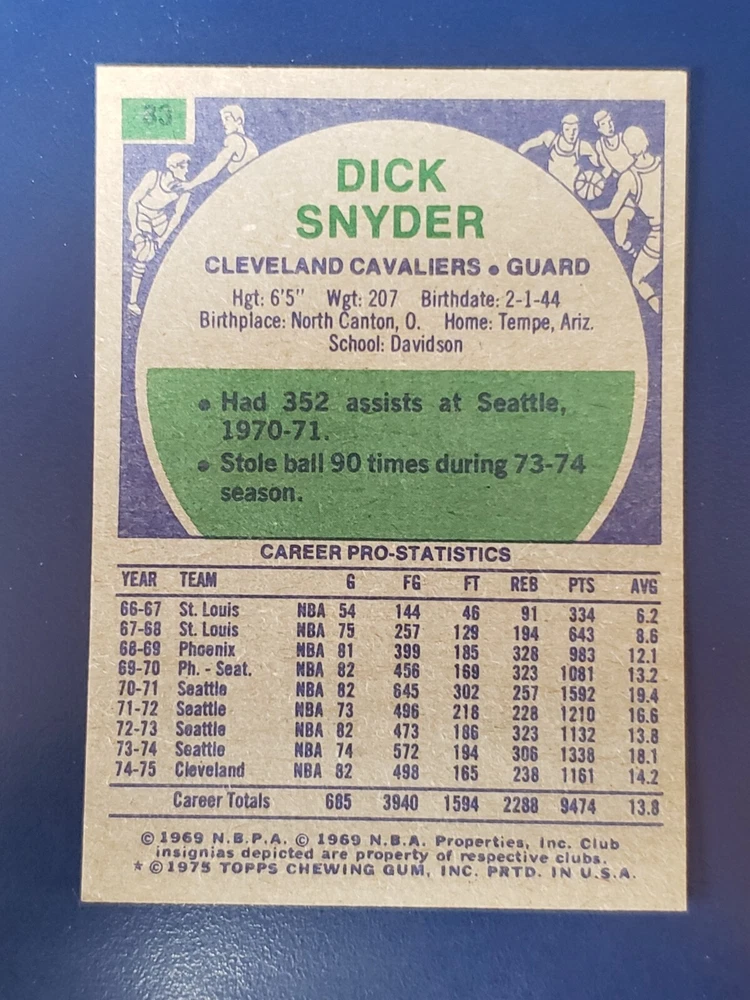 33
DICK
SNYDER
CLEVELAND CAVALIERS • GUARD
Hgt: 6'5" Wgt: 207 Birthdate: 2-1-44
Birthplace: North Canton, O. Home: Tempe, Ariz.
School: Davidson
• Had 352 assists at Seattle,
1970-71.
• Stole ball 90 times during 73-74
season.
CAREER PRO-STATISTICS
YEAR TEAM G FG FT REB PTS AVG
66-67 St. Louis NBA 54 144 46 91 334 6.2
67-68 St. Louis NBA 75 257 129 194 643 8.6
68-69 Phoenix NBA 81 399 185 328 983 12.1
69-70 Ph. - Seat. NBA 82 456 169 323 1081 13.2
70-71 Seattle NBA 82 645 302 257 1592 19.4
71-72 Seattle NBA 73 496 218 228 1210 16.6
72-73 Seattle NBA 82 473 186 323 1132 13.8
73-74 Seattle NBA 74 572 194 306 1338 18.1
74-75 Cleveland NBA 82 498 165 238 1161 14.2
Career Totals 685 3940 1594 2288 9474 13.8
© 1969 N.B.P.A. © 1969 N.B.A. Properties, Inc. Club
insignias depicted are property of respective clubs.
* © 1975 TOPPS CHEWING GUM, INC. PRTD. IN U.S.A.